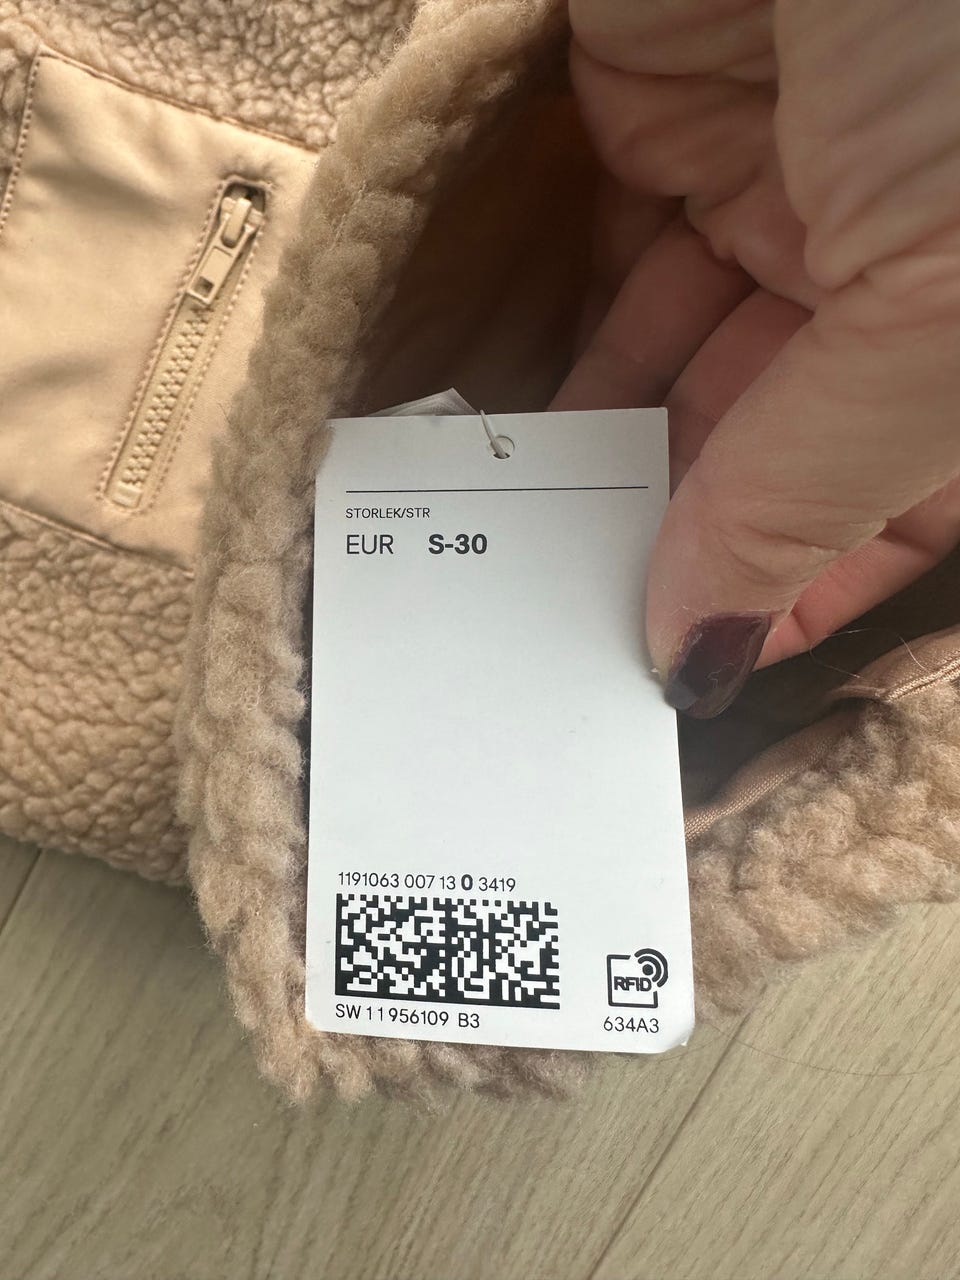 STORLEK/STR
EUR S-30
1191063 007 13 0 3419
RFID
SW 11956109 B3
634A3